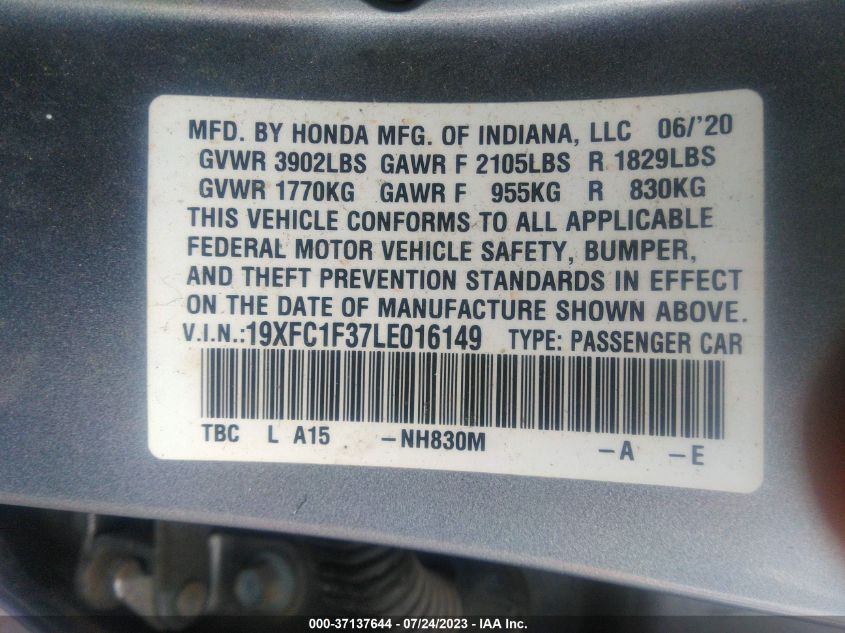 MFD. BY HONDA MFG. OF INDIANA, LLC 06/'20
GVWR 3902LBS GAWR F 2105LBS R 1829LBS
GVWR 1770KG GAWR F 955KG R 830KG
THIS VEHICLE CONFORMS TO ALL APPLICABLE
FEDERAL MOTOR VEHICLE SAFETY, BUMPER,
AND THEFT PREVENTION STANDARDS IN EFFECT
ON THE DATE OF MANUFACTURE SHOWN ABOVE.
V.I.N.:19XFC1F37LE016149 TYPE: PASSENGER CAR
TBC L A15 –NH830M –A –E
000-37137644 / 07/24/2023 / IAA Inc.